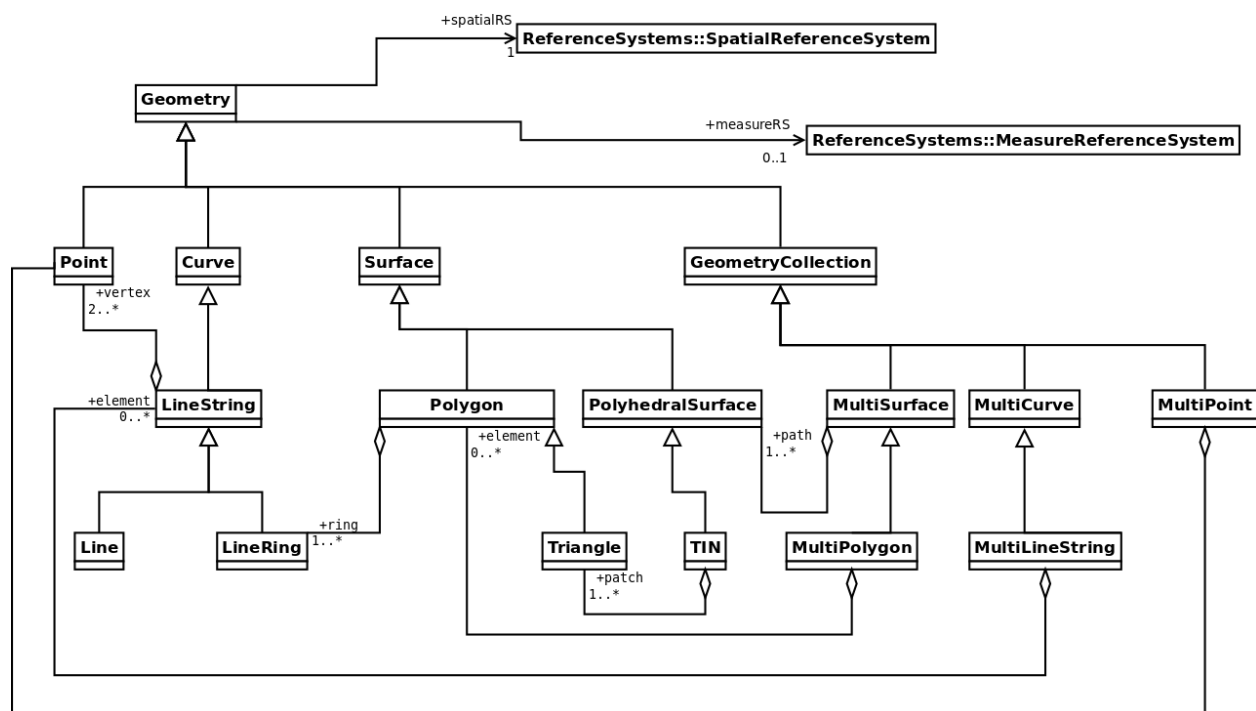 +spatialRS
ReferenceSystems::SpatialReferenceSystem
1
Geometry
+measureRS
ReferenceSystems::MeasureReferenceSystem
0..1
Point
Curve
Surface
GeometryCollection
+vertex
2..*
+element
0..*
LineString
Polygon
PolyhedralSurface
MultiSurface
MultiCurve
MultiPoint
+element
0..*
+path
1..*
+ring
1..*
Line
LineRing
Triangle
TIN
MultiPolygon
MultiLineString
+patch
1..*